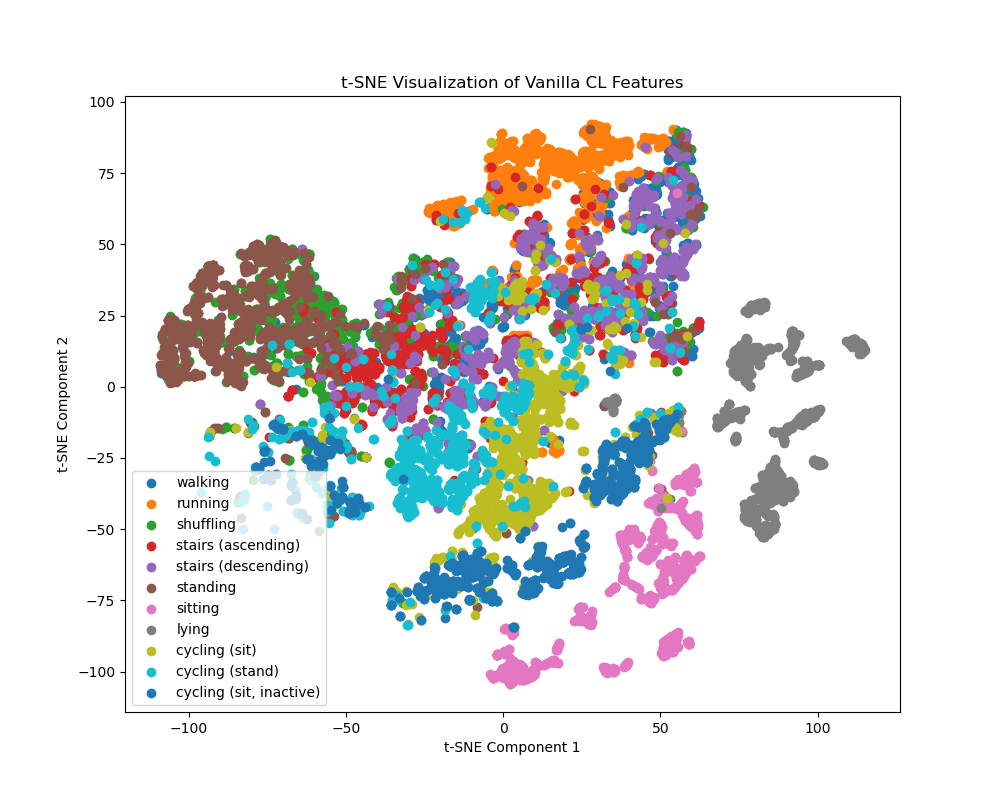 t-SNE Visualization of Vanilla CL Features
100
75
50
25
0
−25
−50
−75
−100
t-SNE Component 2
walking
running
shuffling
stairs (ascending)
stairs (descending)
standing
sitting
lying
cycling (sit)
cycling (stand)
cycling (sit, inactive)
−100
−50
0
50
100
t-SNE Component 1